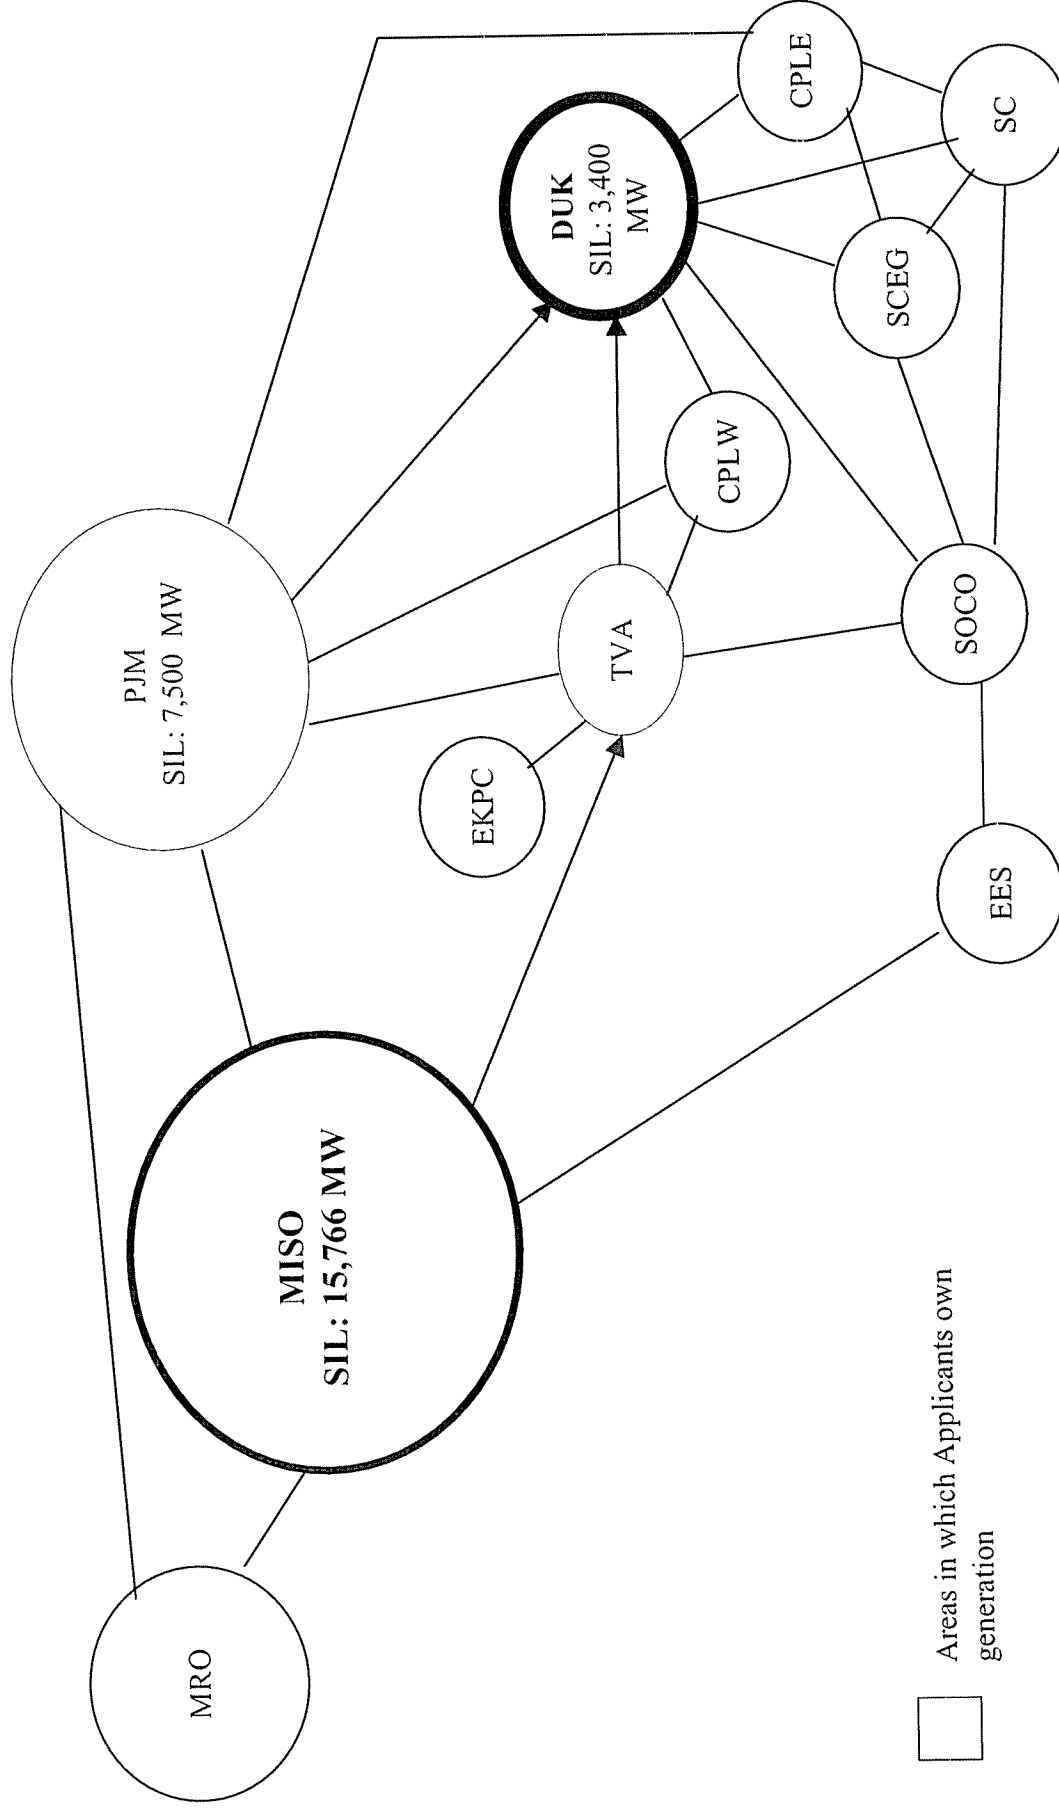 PJM
SIL: 7,500 MW
MRO
MISO
SIL: 15,766 MW
EKPC
DUK
SIL: 3,400
MW
TVA
CPLW
CPLE
SCEG
SOCO
EES
SC
Areas in which Applicants own
generation